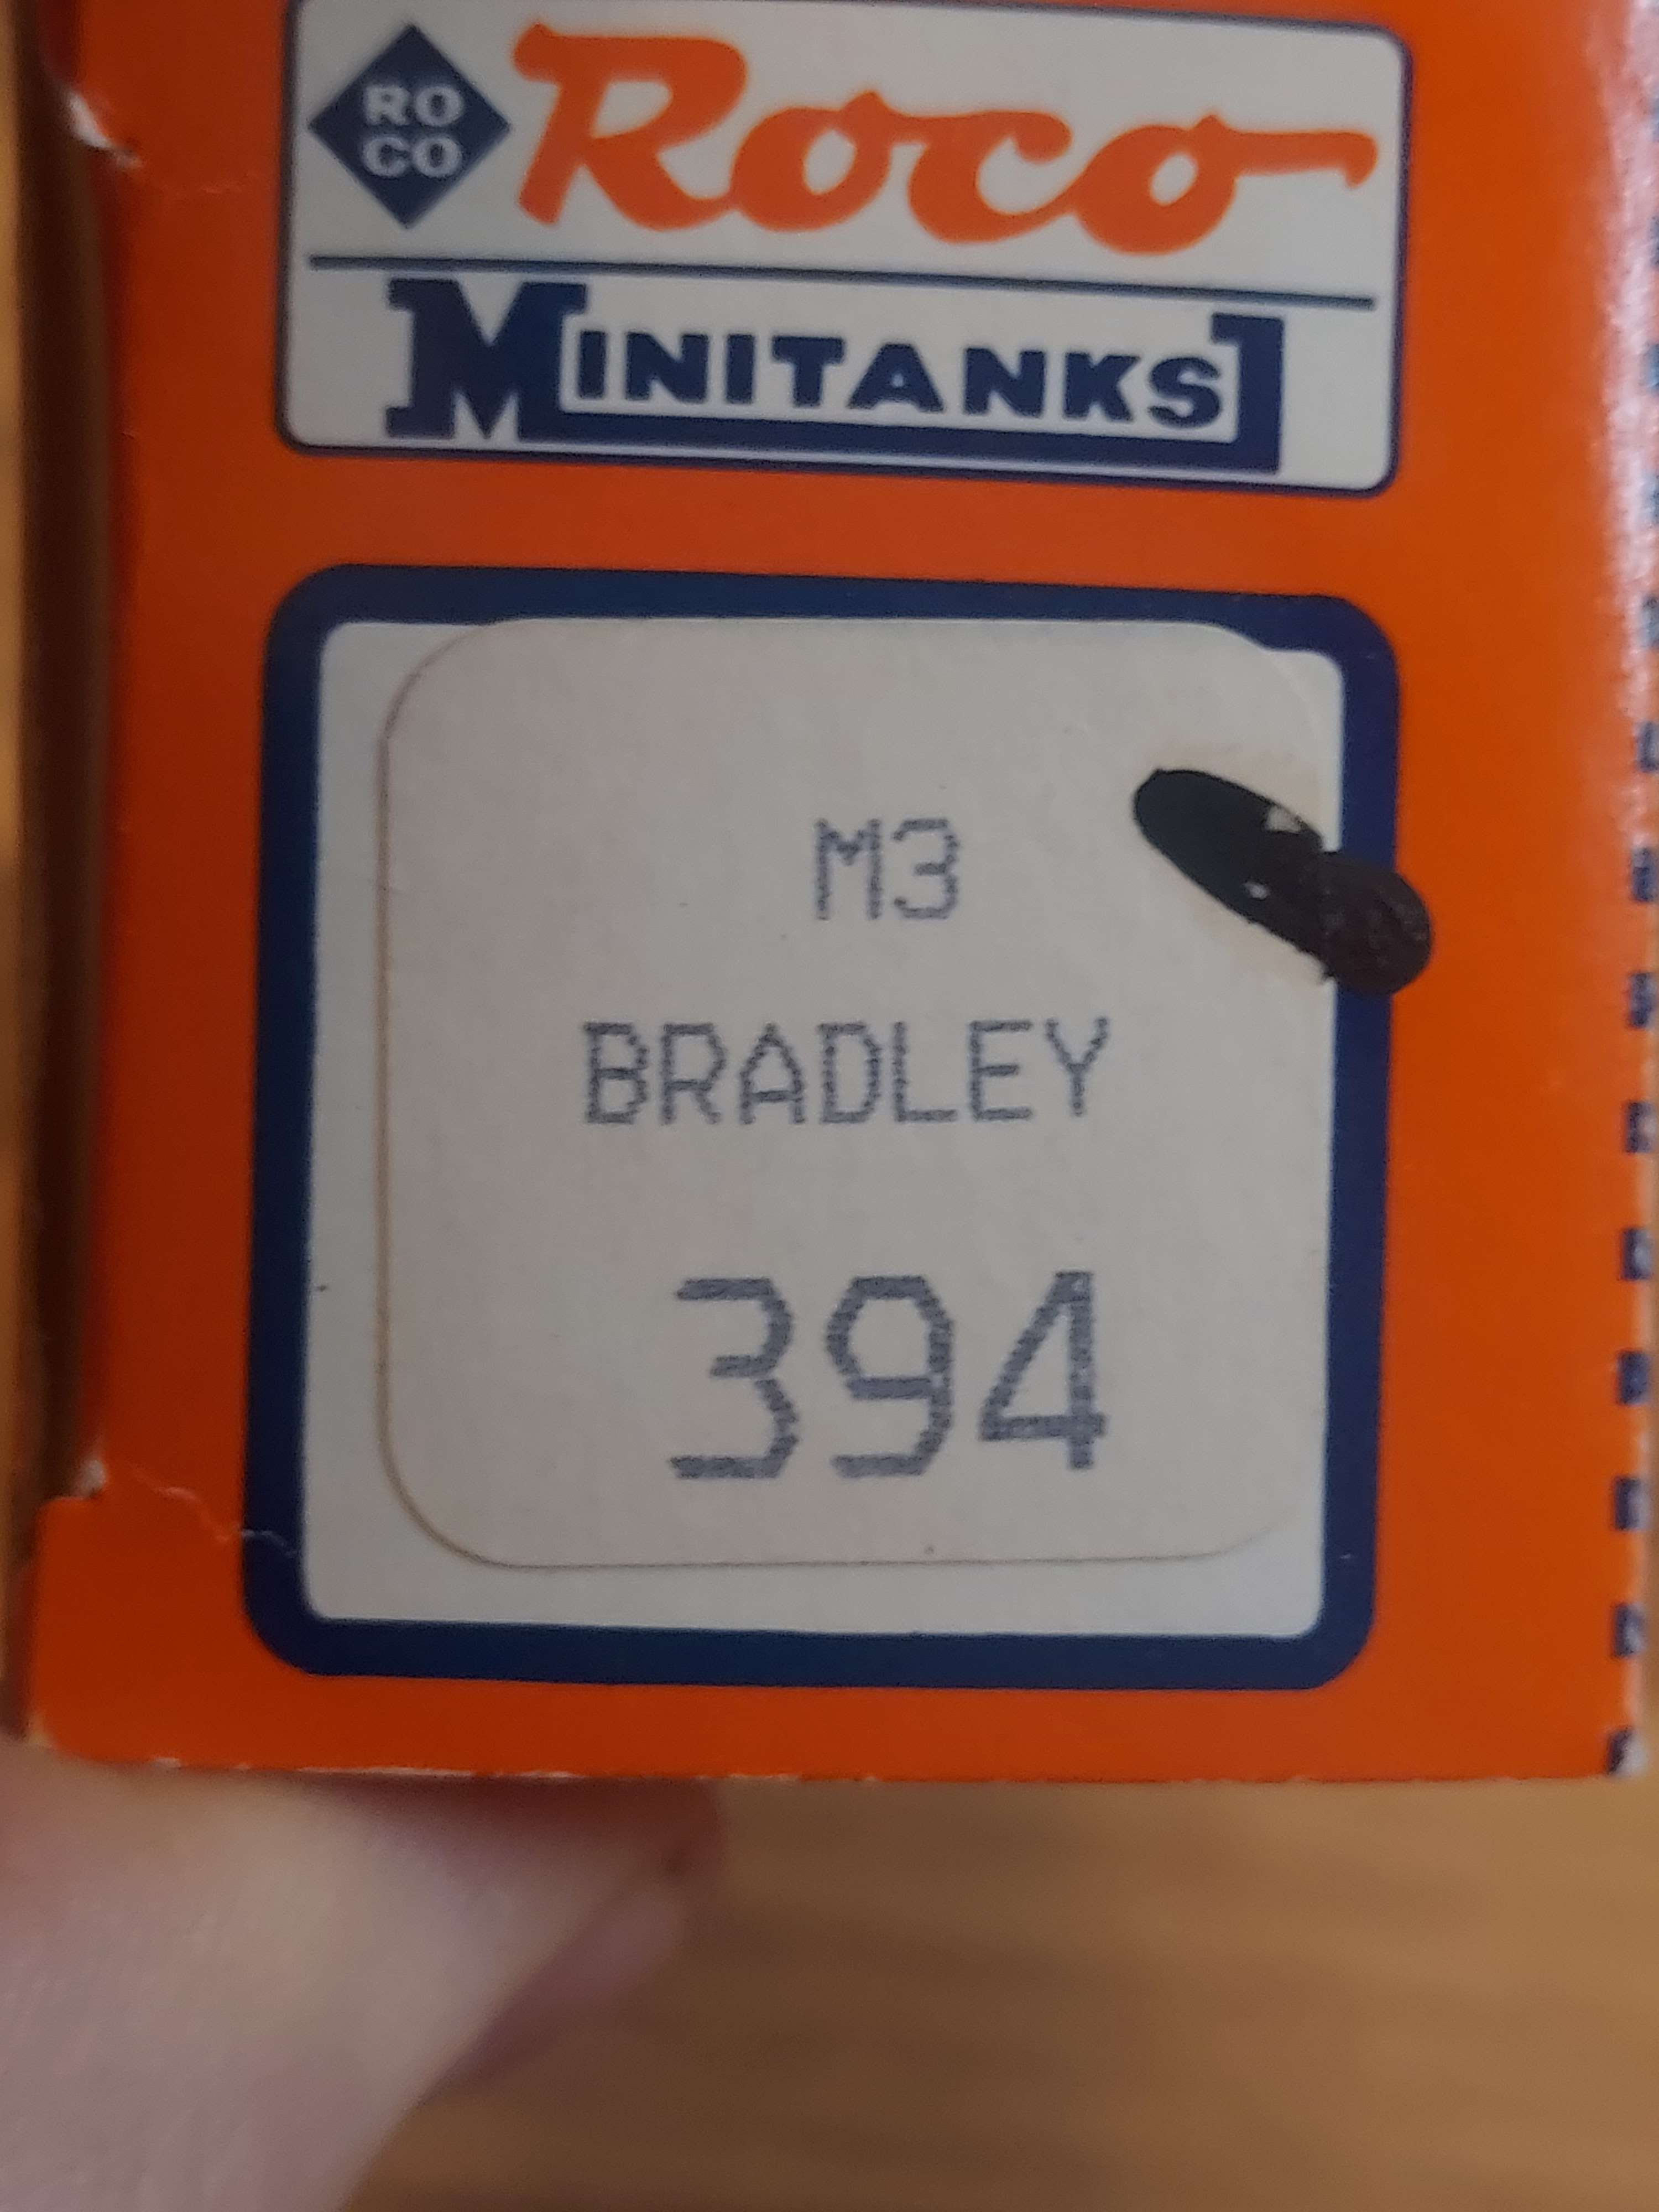 RO
CO
Roco
MINITANKS
M3
BRADLEY
394